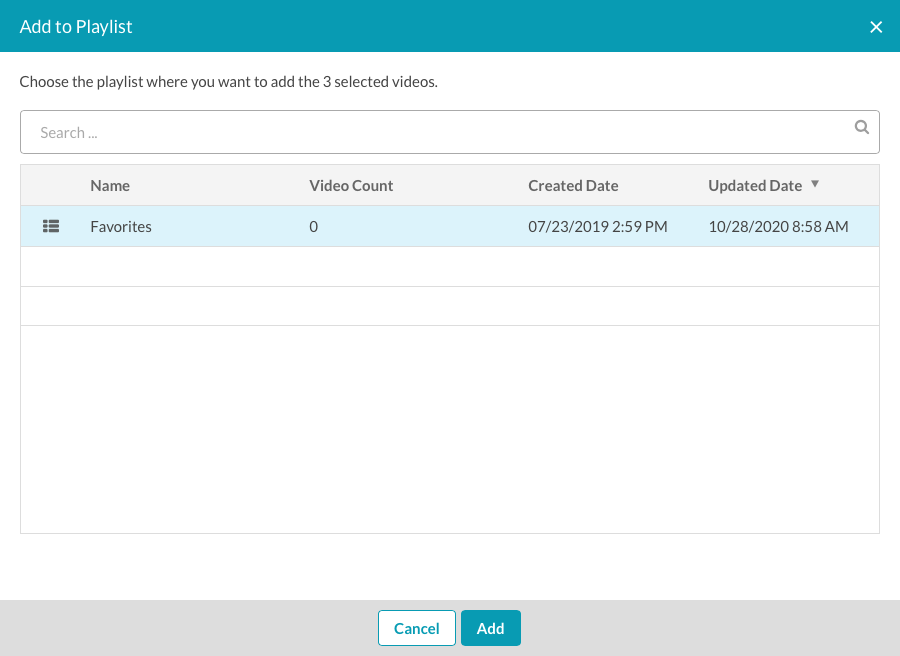 Add to Playlist
Choose the playlist where you want to add the 3 selected videos.
Search ...
Name Video Count Created Date Updated Date ▼
Favorites 0 07/23/2019 2:59 PM 10/28/2020 8:58 AM
Cancel Add